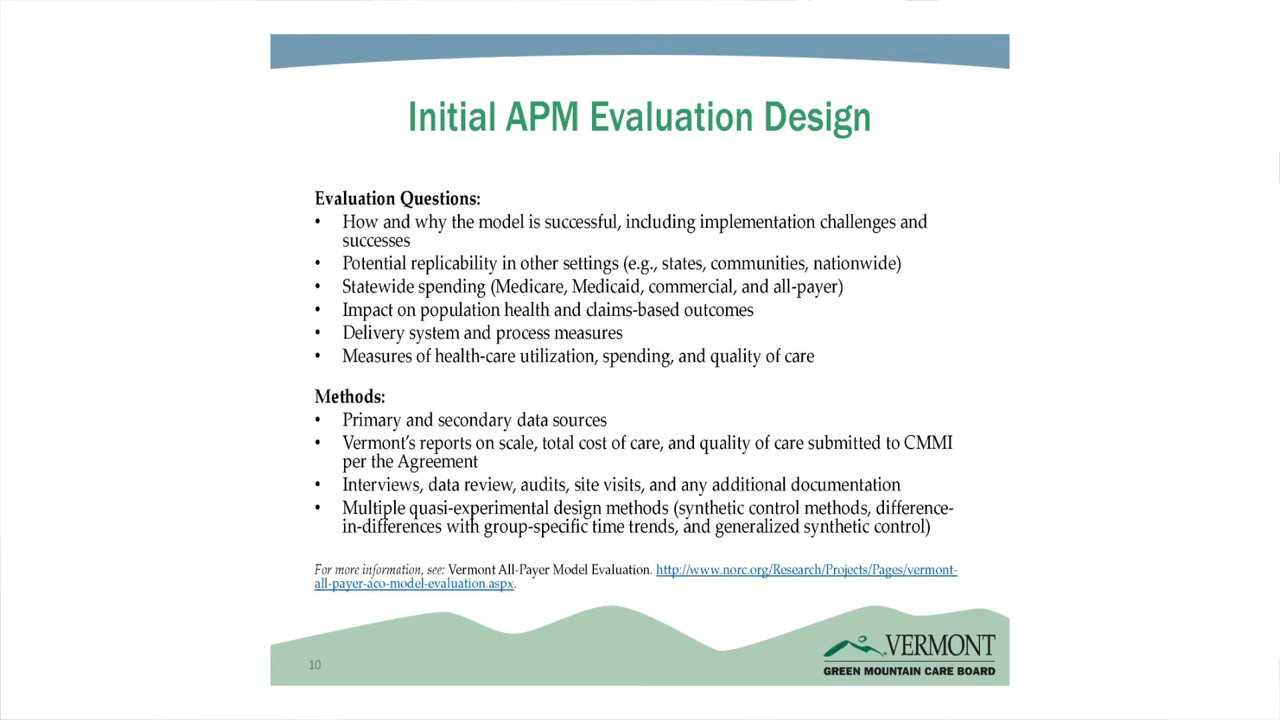 Initial APM Evaluation Design
Evaluation Questions:
• How and why the model is successful, including implementation challenges and
successes
• Potential replicability in other settings (e.g., states, communities, nationwide)
• Statewide spending (Medicare, Medicaid, commercial, and all-payer)
• Impact on population health and claims-based outcomes
• Delivery system and process measures
• Measures of health-care utilization, spending, and quality of care
Methods:
• Primary and secondary data sources
• Vermont's reports on scale, total cost of care, and quality of care submitted to CMMI
per the Agreement
• Interviews, data review, audits, site visits, and any additional documentation
• Multiple quasi-experimental design methods (synthetic control methods, difference-
in-differences with group-specific time trends, and generalized synthetic control)
For more information, see: Vermont All-Payer Model Evaluation. http://www.norc.org/Research/Projects/Pages/vermont-
all-payer-aco-model-evaluation.aspx.
10
VERMONT
GREEN MOUNTAIN CARE BOARD